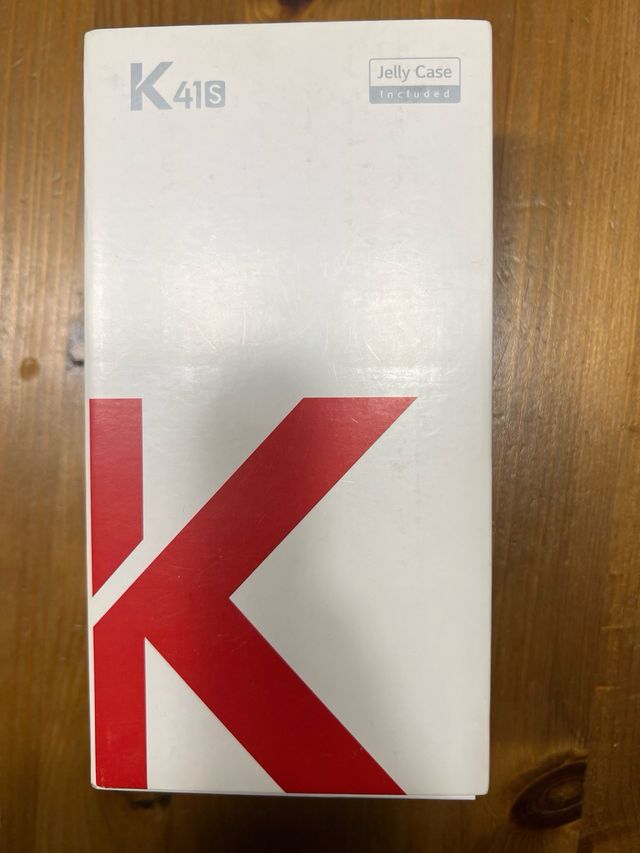 K41S
Jelly Case
Included
K